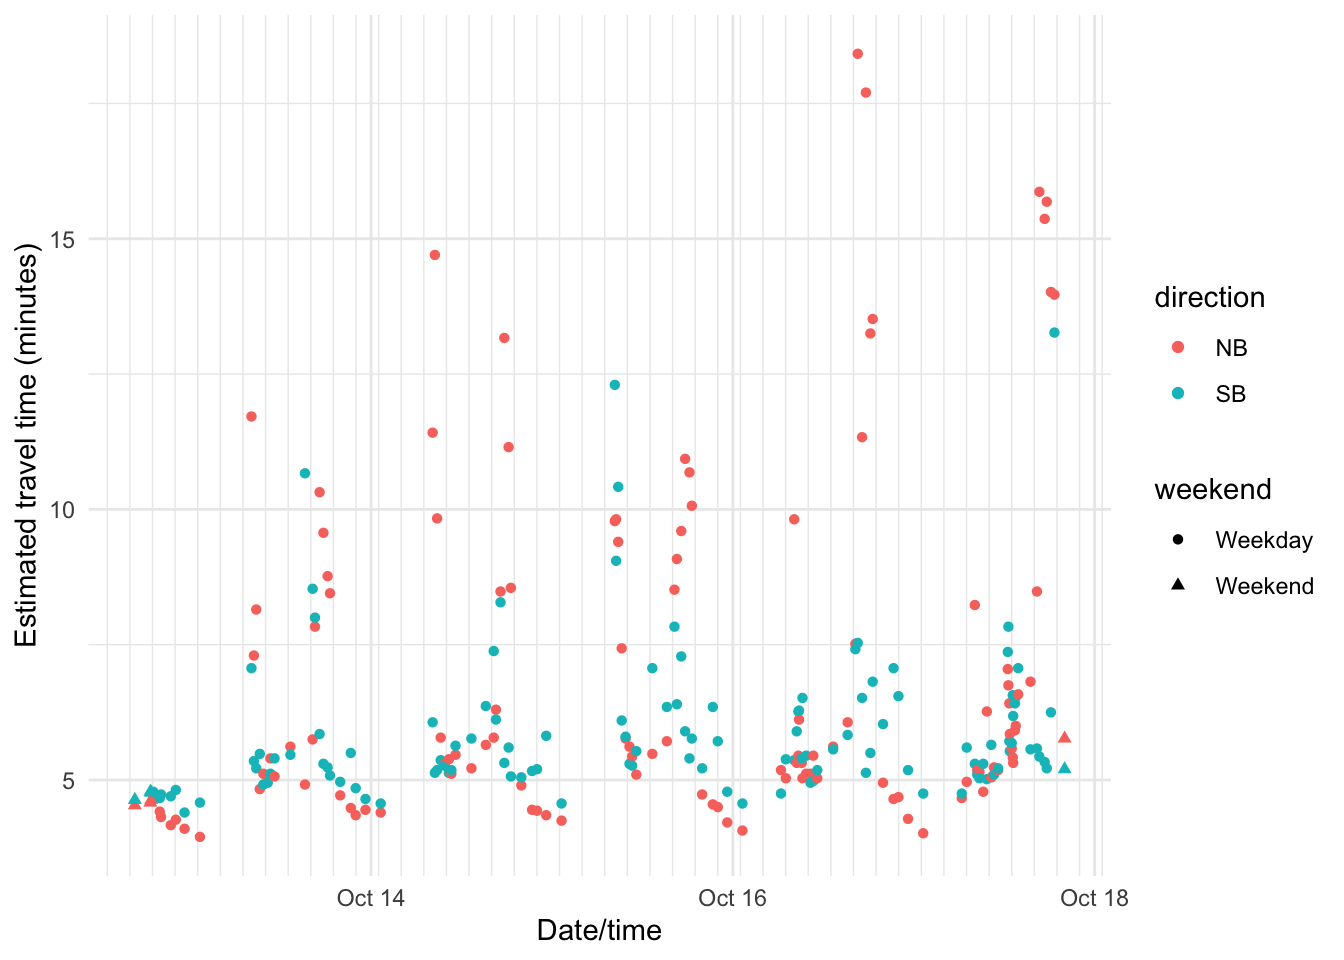 Estimated travel time (minutes)
15
10
5
Oct 14
Oct 16
Oct 18
Date/time
direction
NB
SB
weekend
Weekday
Weekend